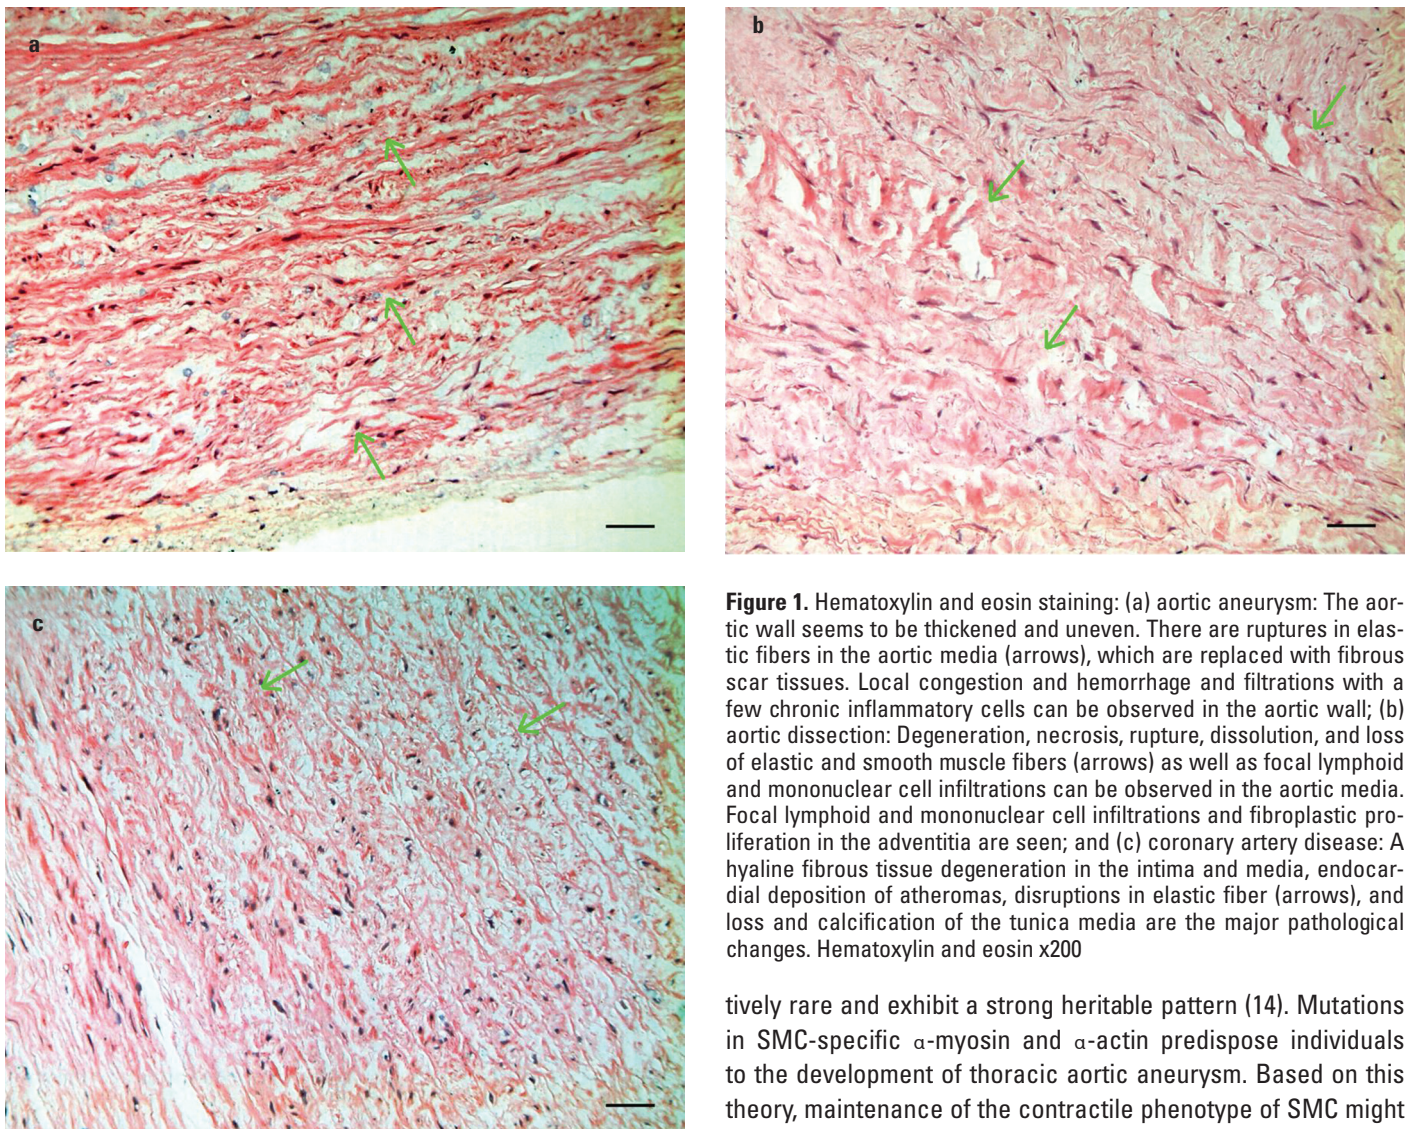 a
b
c
Figure 1. Hematoxylin and eosin staining: (a) aortic aneurysm: The aor-
tic wall seems to be thickened and uneven. There are ruptures in elas-
tic fibers in the aortic media (arrows), which are replaced with fibrous
scar tissues. Local congestion and hemorrhage and filtrations with a
few chronic inflammatory cells can be observed in the aortic wall; (b)
aortic dissection: Degeneration, necrosis, rupture, dissolution, and loss
of elastic and smooth muscle fibers (arrows) as well as focal lymphoid
and mononuclear cell infiltrations can be observed in the aortic media.
Focal lymphoid and mononuclear cell infiltrations and fibroplastic pro-
liferation in the adventitia are seen; and (c) coronary artery disease: A
hyaline fibrous tissue degeneration in the intima and media, endocar-
dial deposition of atheromas, disruptions in elastic fiber (arrows), and
loss and calcification of the tunica media are the major pathological
changes. Hematoxylin and eosin x200
tively rare and exhibit a strong heritable pattern (14). Mutations
in SMC-specific α-myosin and α-actin predispose individuals
to the development of thoracic aortic aneurysm. Based on this
theory, maintenance of the contractile phenotype of SMC might